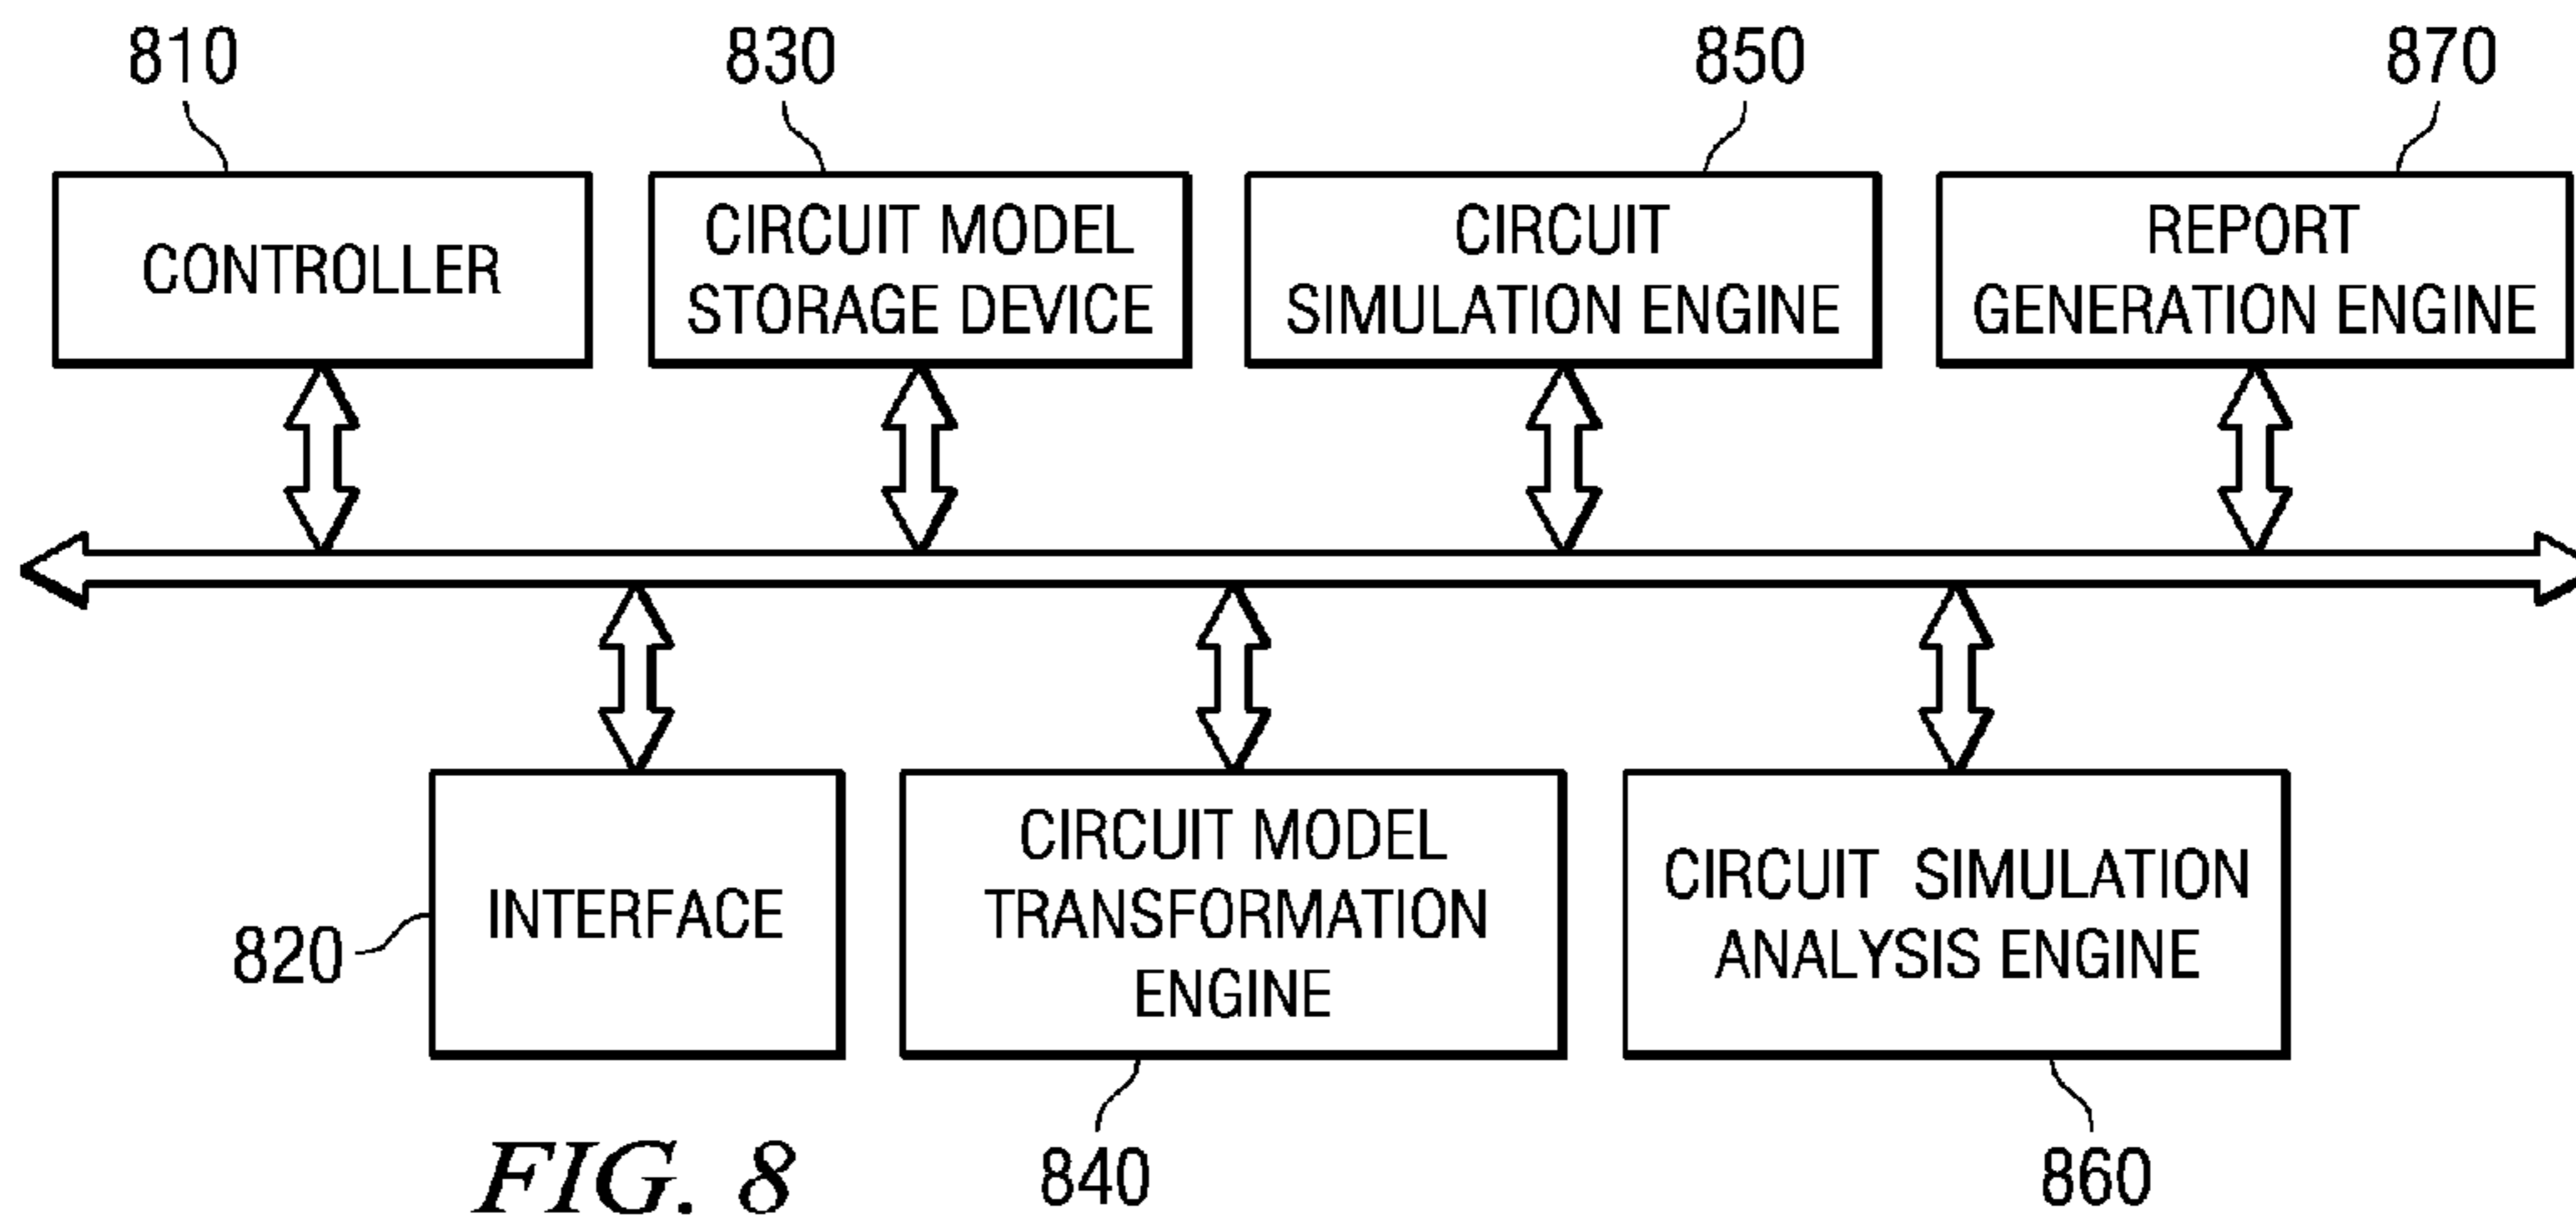 810
830
850
870
CONTROLLER
CIRCUIT MODEL
STORAGE DEVICE
CIRCUIT
SIMULATION ENGINE
REPORT
GENERATION ENGINE
820
INTERFACE
CIRCUIT MODEL
TRANSFORMATION
ENGINE
CIRCUIT SIMULATION
ANALYSIS ENGINE
840
860
FIG. 8